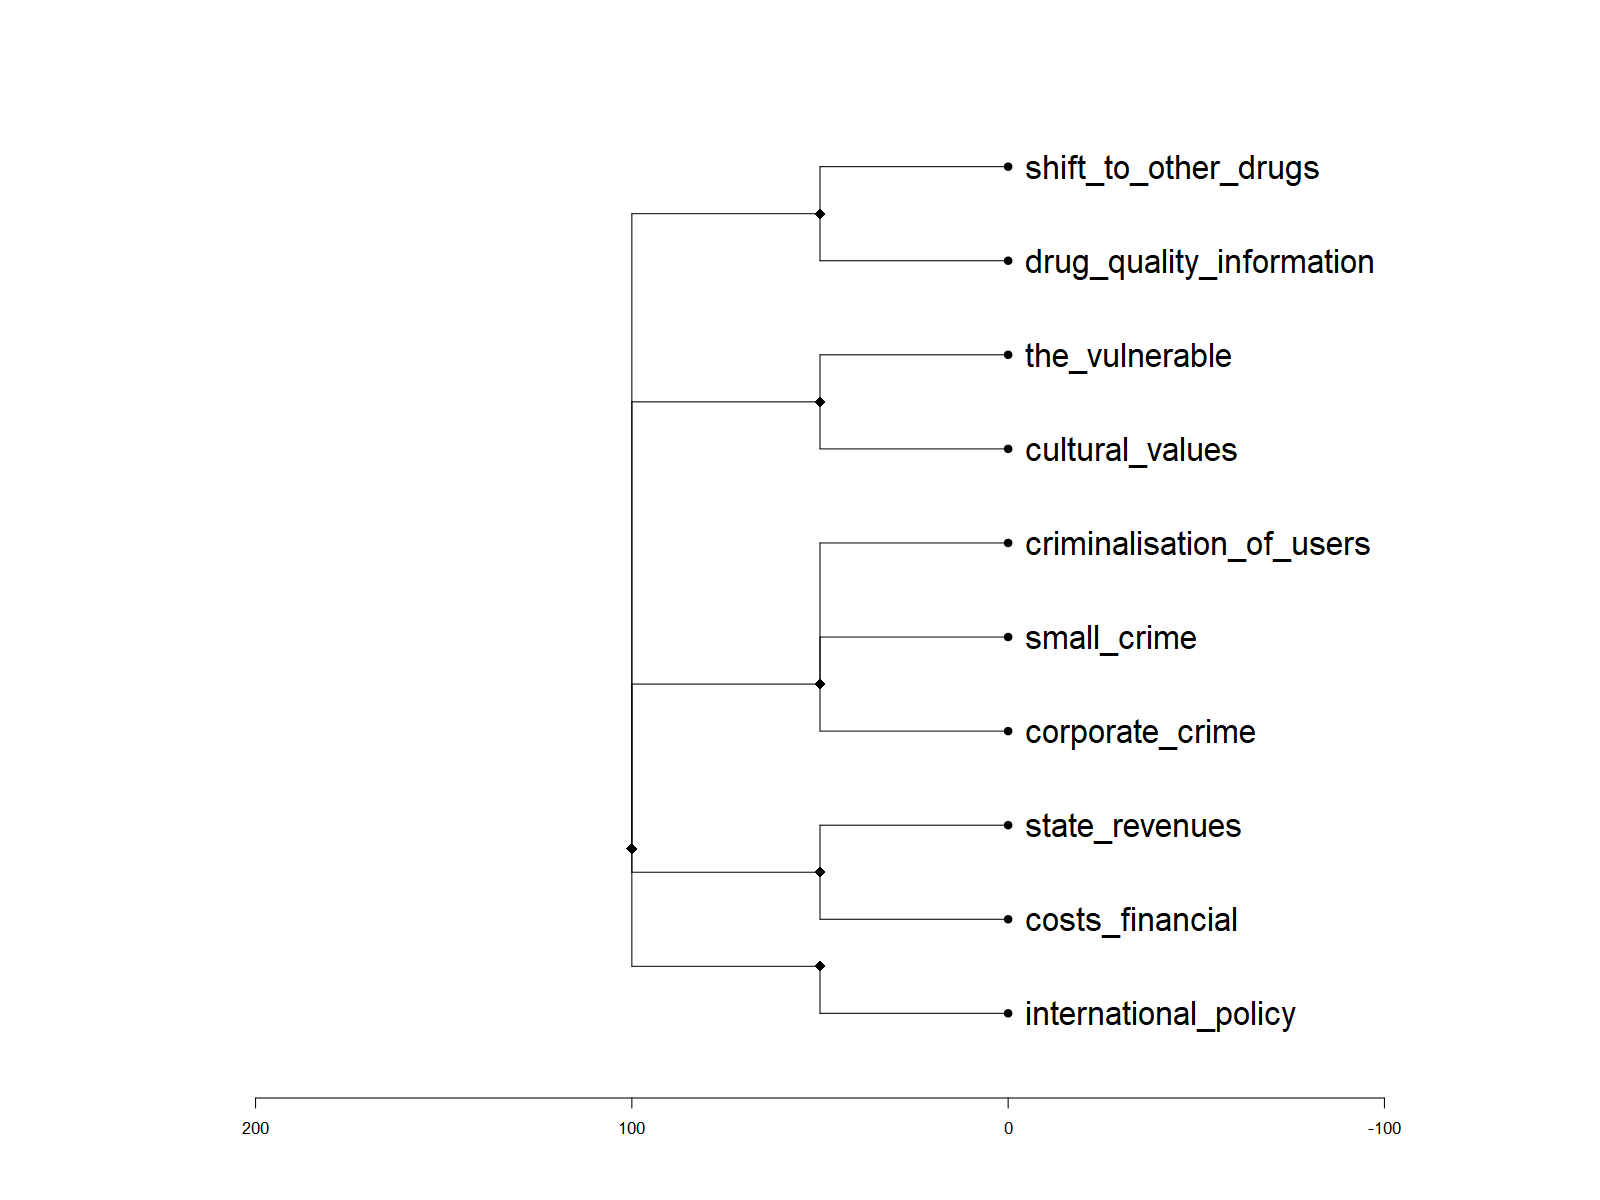 shift_to_other_drugs
drug_quality_information
the_vulnerable
cultural_values
criminalisation_of_users
small_crime
corporate_crime
state_revenues
costs_financial
international_policy
200 100 0 -100